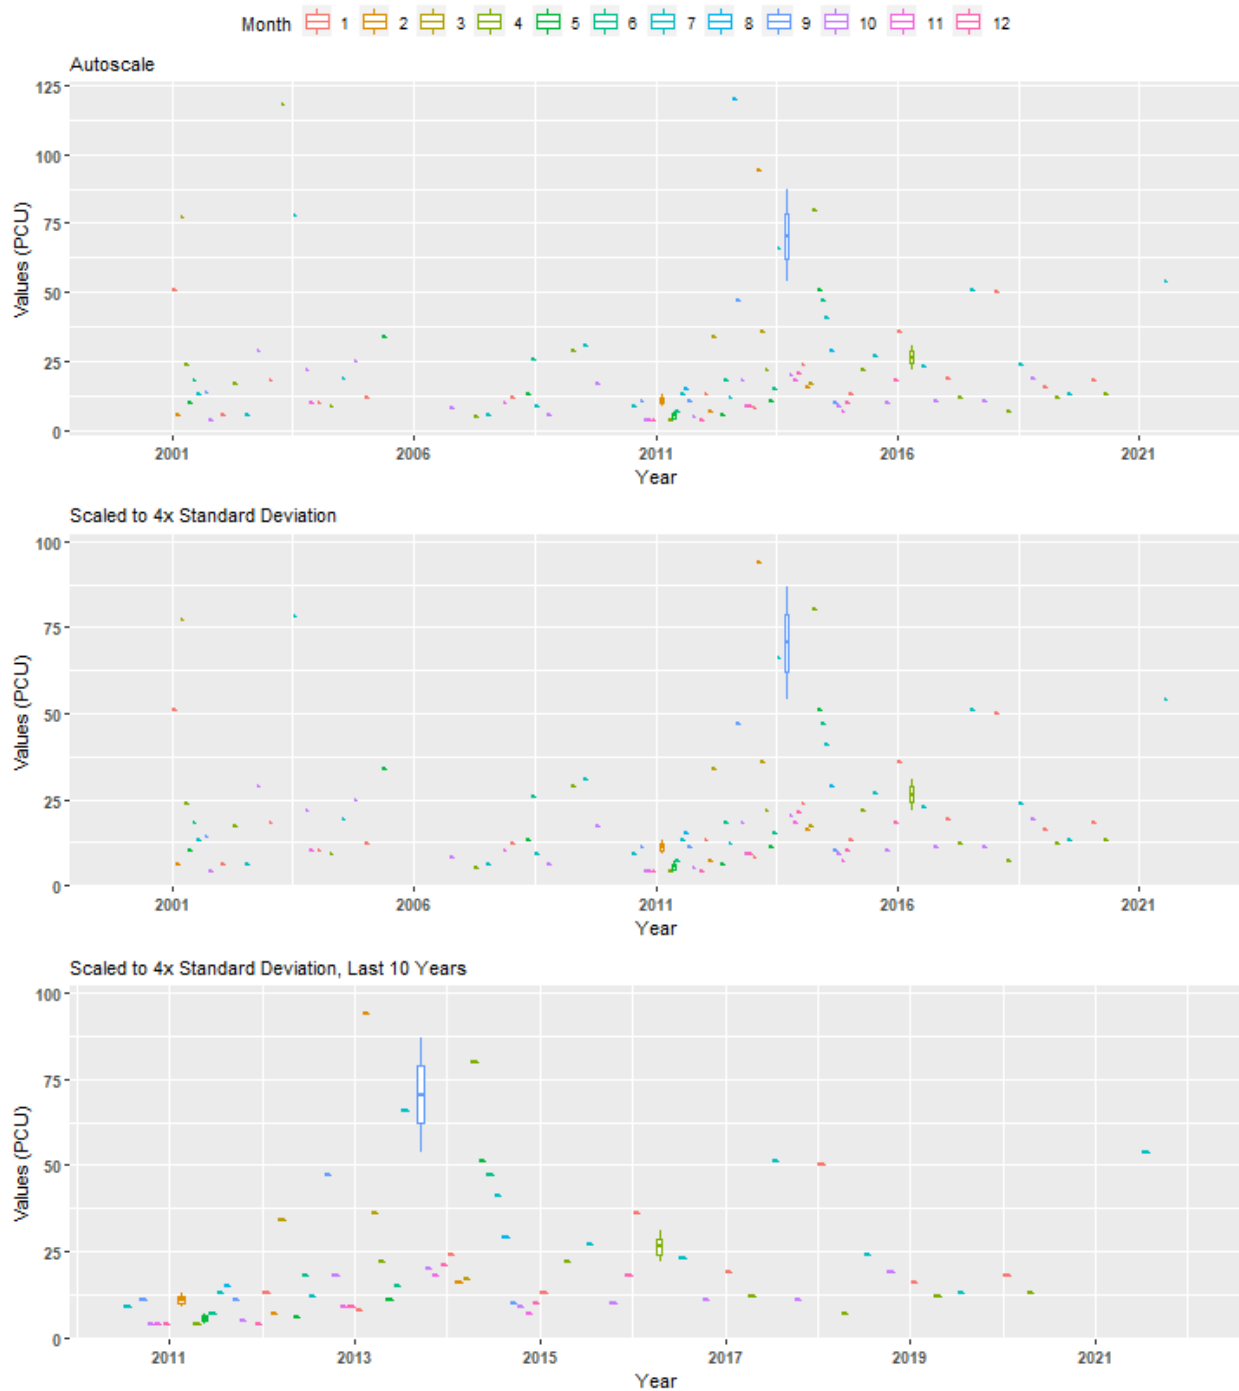 Month 1 2 3 4 5 6 7 8 9 10 11 12
Autoscale
125
100
75
50
25
0
Values (PCU)
2001 2006 2011 2016 2021
Year
Scaled to 4x Standard Deviation
100
75
50
25
0
Values (PCU)
2001 2006 2011 2016 2021
Year
Scaled to 4x Standard Deviation, Last 10 Years
100
75
50
25
0
Values (PCU)
2011 2013 2015 2017 2019 2021
Year